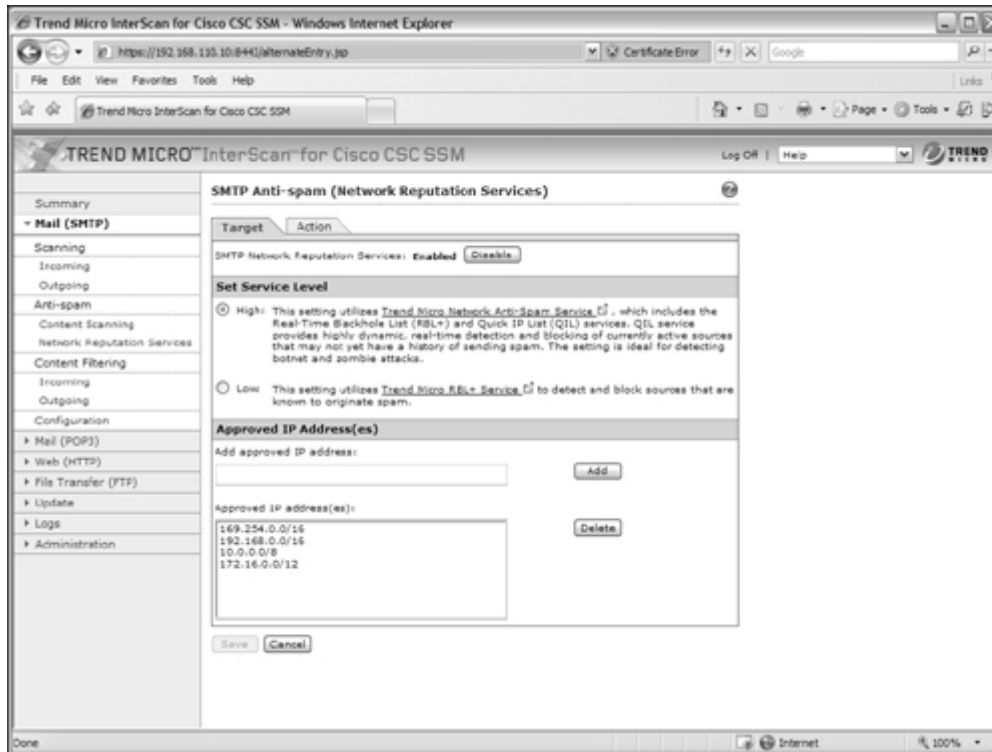 Trend Micro InterScan for Cisco CSC SSM - Windows Internet Explorer
https://192.168.110.10:8443/alternateEntry.jsp
Certificate Error
Google
File Edit View Favorites Tools Help
Links
Trend Micro InterScan for Cisco CSC SSM
Page
Tools
TREND MICRO™ InterScan™ for Cisco CSC SSM
Log Off | Help
TREND MICRO
Summary
Mail (SMTP)
Scanning
Incoming
Outgoing
Anti-spam
Content Scanning
Network Reputation Services
Content Filtering
Incoming
Outgoing
Configuration
Mail (POP3)
Web (HTTP)
File Transfer (FTP)
Update
Logs
Administration
SMTP Anti-spam (Network Reputation Services)
Target Action
SMTP Network Reputation Services: Enabled Disable
Set Service Level
High: This setting utilizes Trend Micro Network Anti-Spam Service , which includes the
Real-Time Blackhole List (RBL+) and Quick IP List (QIL) services. QIL service
provides highly dynamic, real-time detection and blocking of currently active sources
that may not yet have a history of sending spam. The setting is ideal for detecting
botnet and zombie attacks.
Low: This setting utilizes Trend Micro RBL+ Service to detect and block sources that are
known to originate spam.
Approved IP Address(es)
Add approved IP address:
Add
Approved IP address(es):
169.254.0.0/16
192.168.0.0/16
10.0.0.0/8
172.16.0.0/12
Delete
Save Cancel
Done
Internet
100%